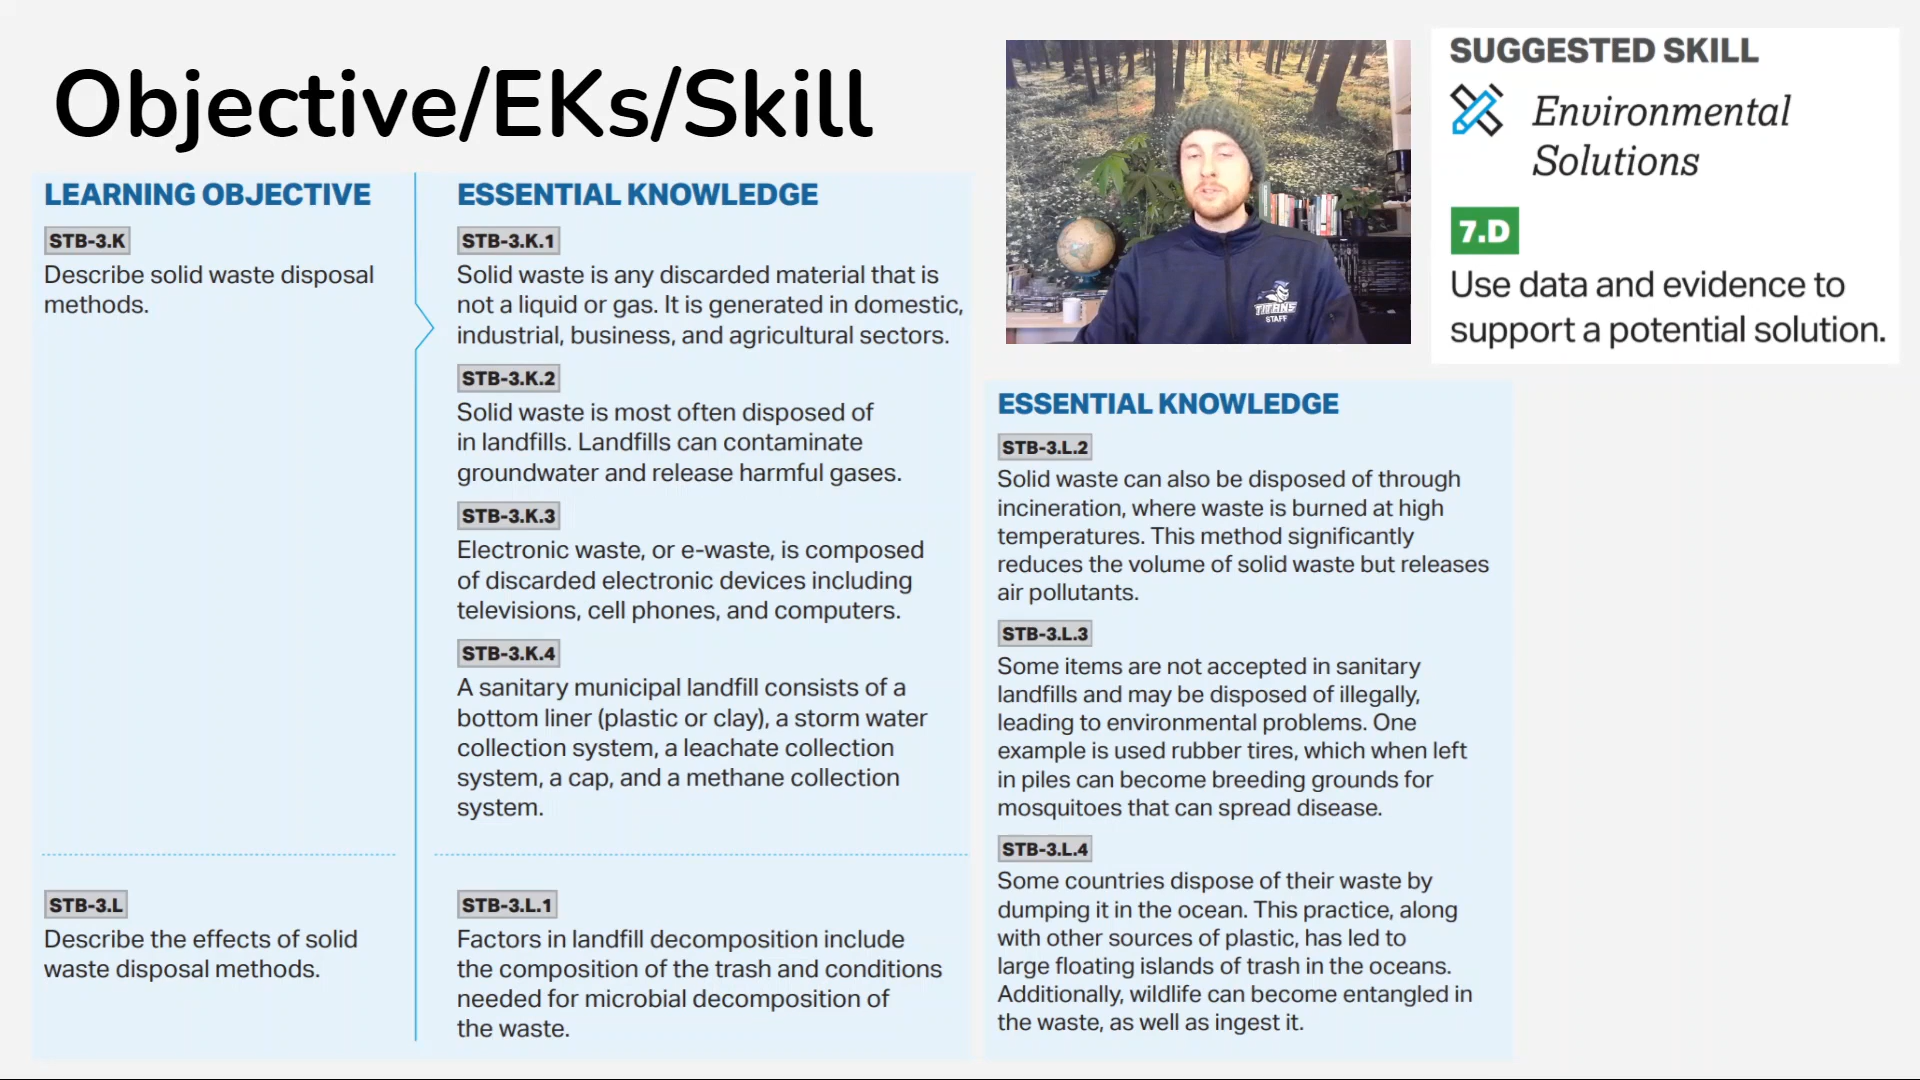 Objective/EKs/Skill
LEARNING OBJECTIVE
STB-3.K
Describe solid waste disposal
methods.
STB-3.L
Describe the effects of solid
waste disposal methods.
ESSENTIAL KNOWLEDGE
STB-3.K.1
Solid waste is any discarded material that is
not a liquid or gas. It is generated in domestic,
industrial, business, and agricultural sectors.
STB-3.K.2
Solid waste is most often disposed of
in landfills. Landfills can contaminate
groundwater and release harmful gases.
STB-3.K.3
Electronic waste, or e-waste, is composed
of discarded electronic devices including
televisions, cell phones, and computers.
STB-3.K.4
A sanitary municipal landfill consists of a
bottom liner (plastic or clay), a storm water
collection system, a leachate collection
system, a cap, and a methane collection
system.
STB-3.L.1
Factors in landfill decomposition include
the composition of the trash and conditions
needed for microbial decomposition of
the waste.
TITANS
STAFF
SUGGESTED SKILL
Environmental
Solutions
7.D
Use data and evidence to
support a potential solution.
ESSENTIAL KNOWLEDGE
STB-3.L.2
Solid waste can also be disposed of through
incineration, where waste is burned at high
temperatures. This method significantly
reduces the volume of solid waste but releases
air pollutants.
STB-3.L.3
Some items are not accepted in sanitary
landfills and may be disposed of illegally,
leading to environmental problems. One
example is used rubber tires, which when left
in piles can become breeding grounds for
mosquitoes that can spread disease.
STB-3.L.4
Some countries dispose of their waste by
dumping it in the ocean. This practice, along
with other sources of plastic, has led to
large floating islands of trash in the oceans.
Additionally, wildlife can become entangled in
the waste, as well as ingest it.